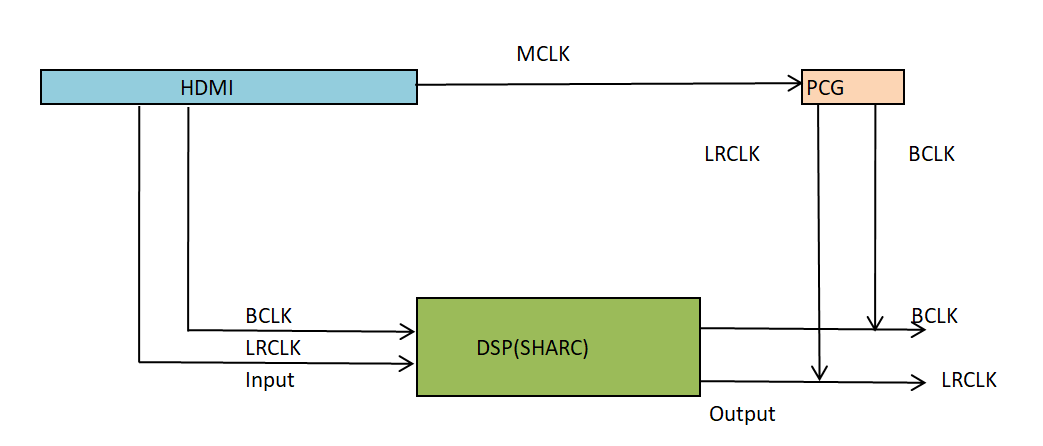 MCLK
HDMI
PCG
LRCLK
BCLK
BCLK
BCLK
LRCLK
DSP(SHARC)
Input
LRCLK
Output